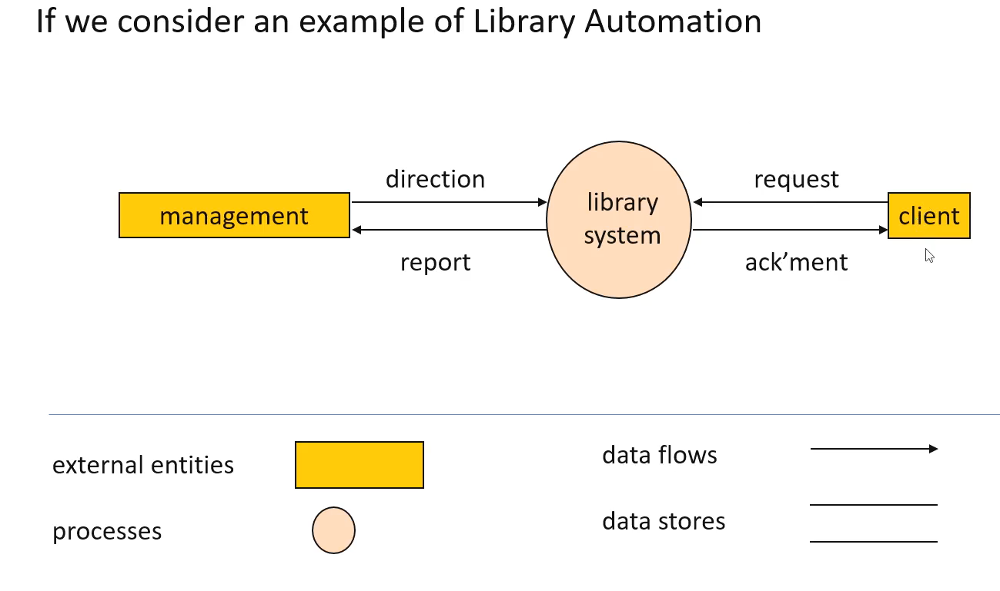 If we consider an example of Library Automation
direction
request
management
library
system
client
report
ack’ment
external entities
data flows
processes
data stores